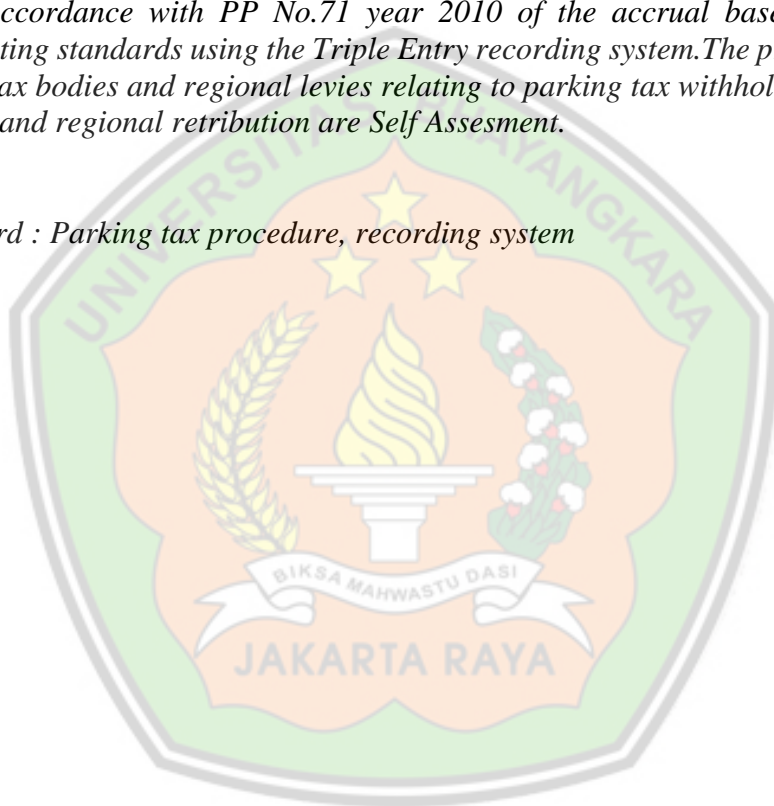 ccordance with PP No.71 year 2010 of the accrual base
ting standards using the Triple Entry recording system.The p
ax bodies and regional levies relating to parking tax withhol
and regional retribution are Self Assesment.
rd : Parking tax procedure, recording system
UNIVERSITAS BHAYANGKARA
BIKSA MAHWASTU DASI
JAKARTA RAYA